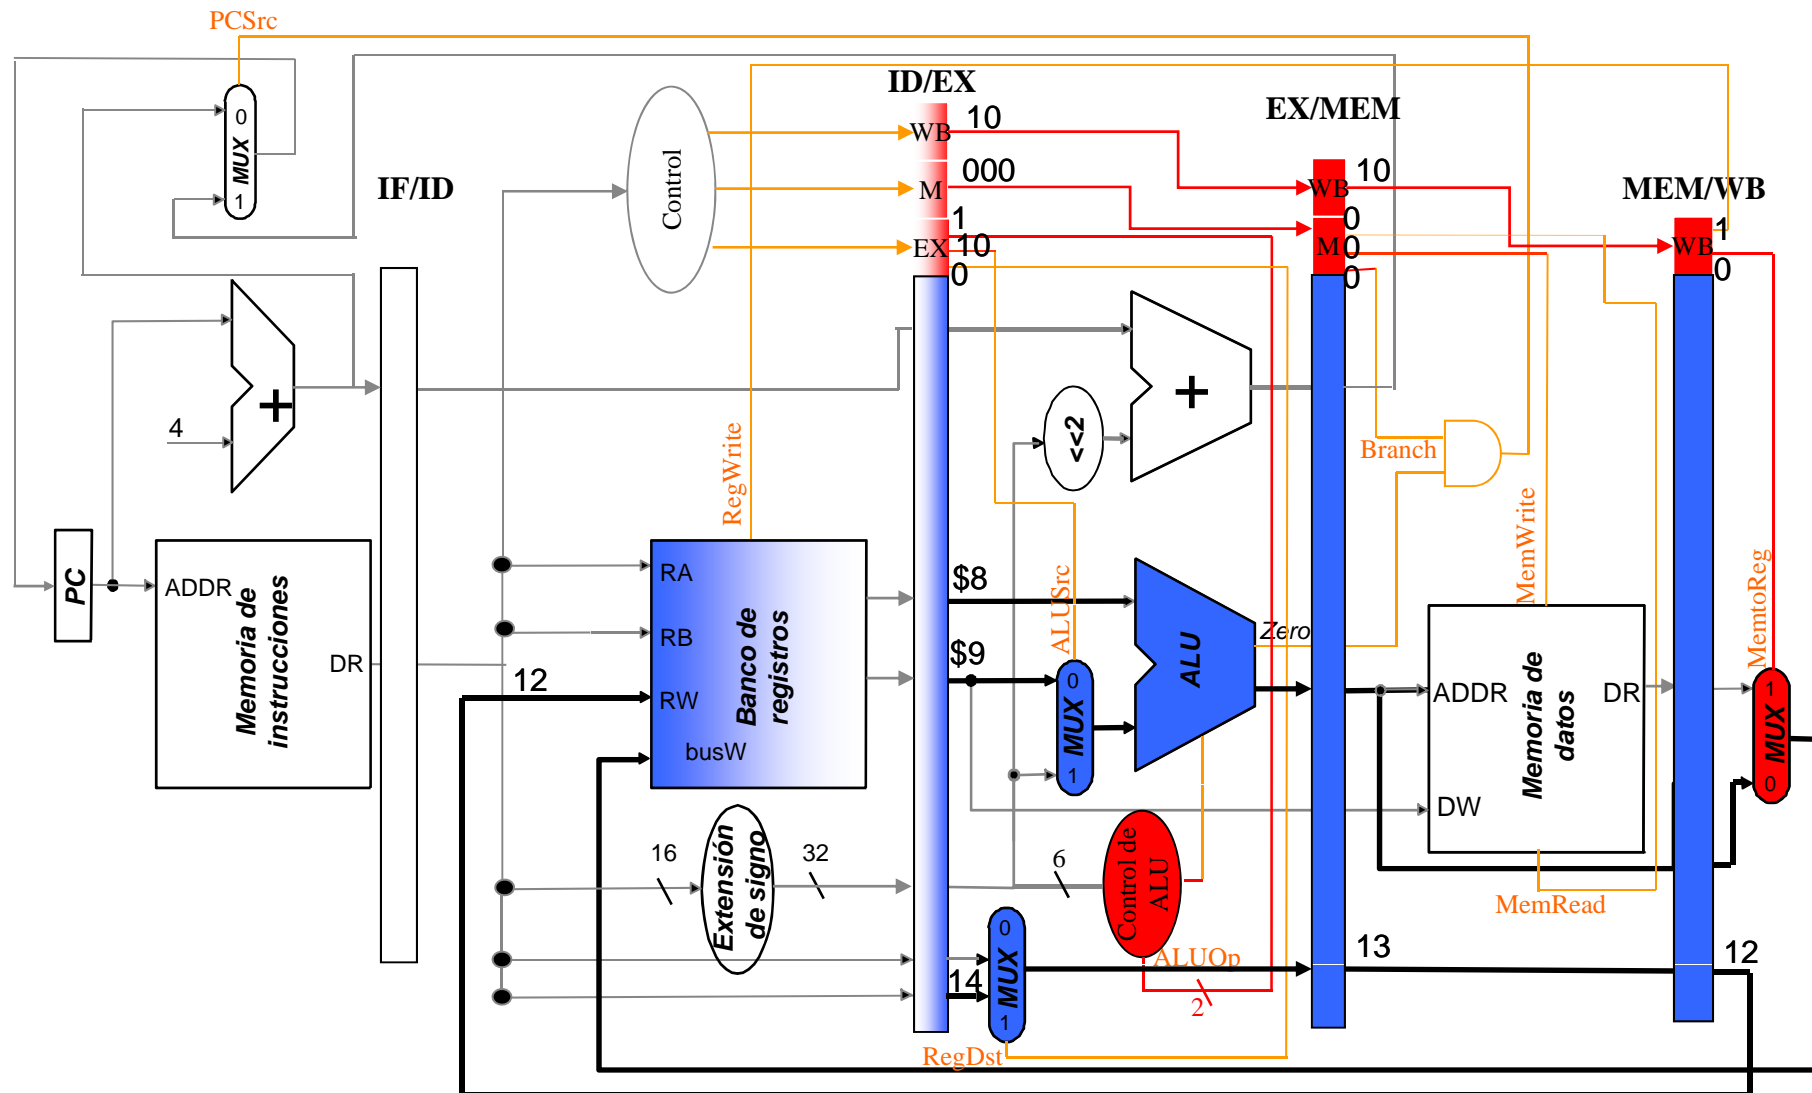 PCSrc
ID/EX
EX/MEM
MEM/WB
IF/ID
0
MUX
1
Control
WB
10
M
000
1
EX
10
0
WB
10
0
M
0
0
WB
1
0
+
4
+
<<2
RegWrite
Branch
MemWrite
MemtoReg
ALUSrc
PC
ADDR
Memoria de
instrucciones
DR
RA
RB
12
RW
busW
Banco de
registros
$8
$9
0
MUX
1
ALU
Zero
ADDR
DR
Memoria de
datos
DW
1
MUX
0
16
Extensión
de signo
32
6
Control de
ALU
MemRead
ALUOp
2
0
MUX
1
14
RegDst
13
12